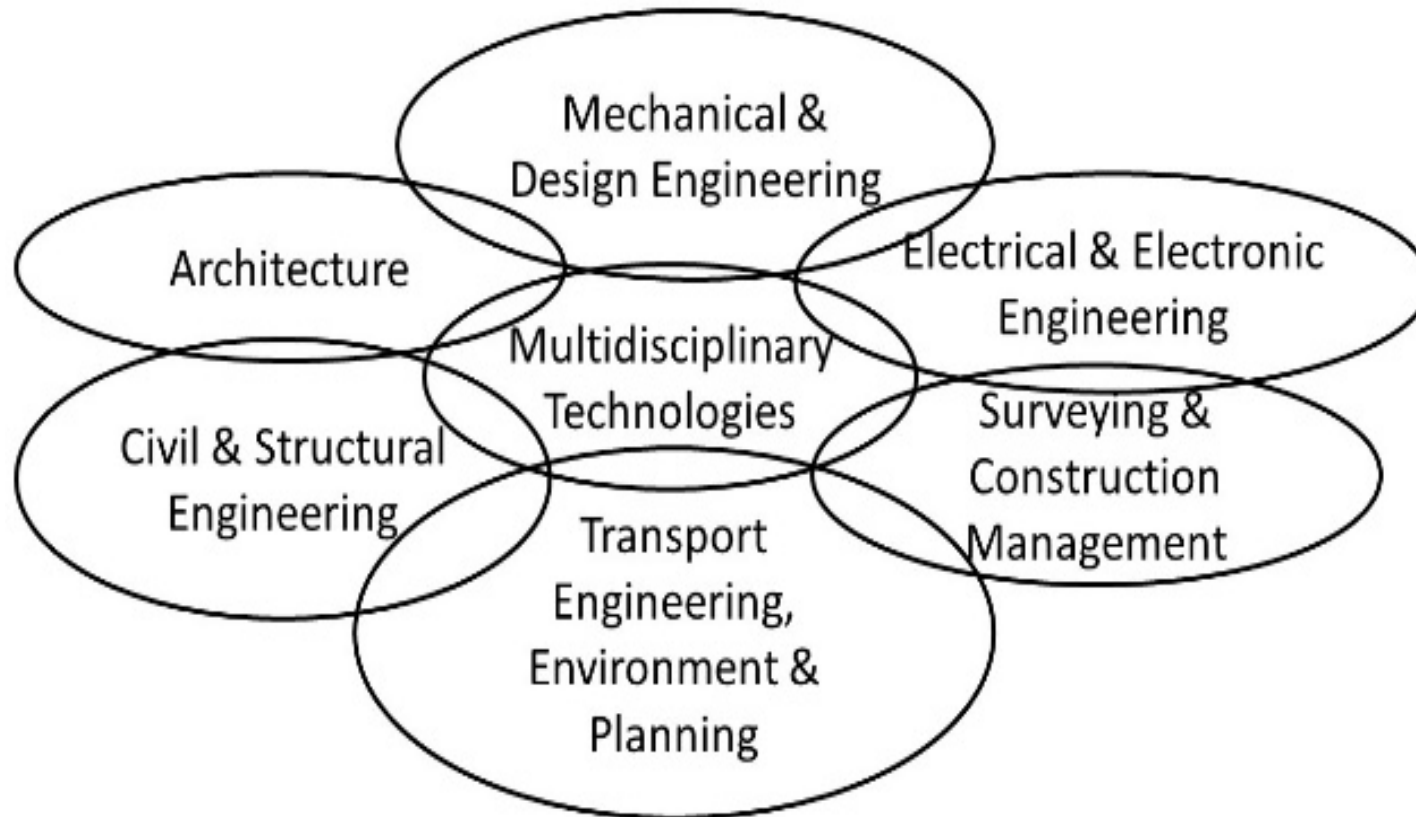 Mechanical &
Design Engineering
Architecture
Electrical & Electronic
Engineering
Multidisciplinary
Technologies
Civil & Structural
Engineering
Surveying &
Construction
Management
Transport
Engineering,
Environment &
Planning